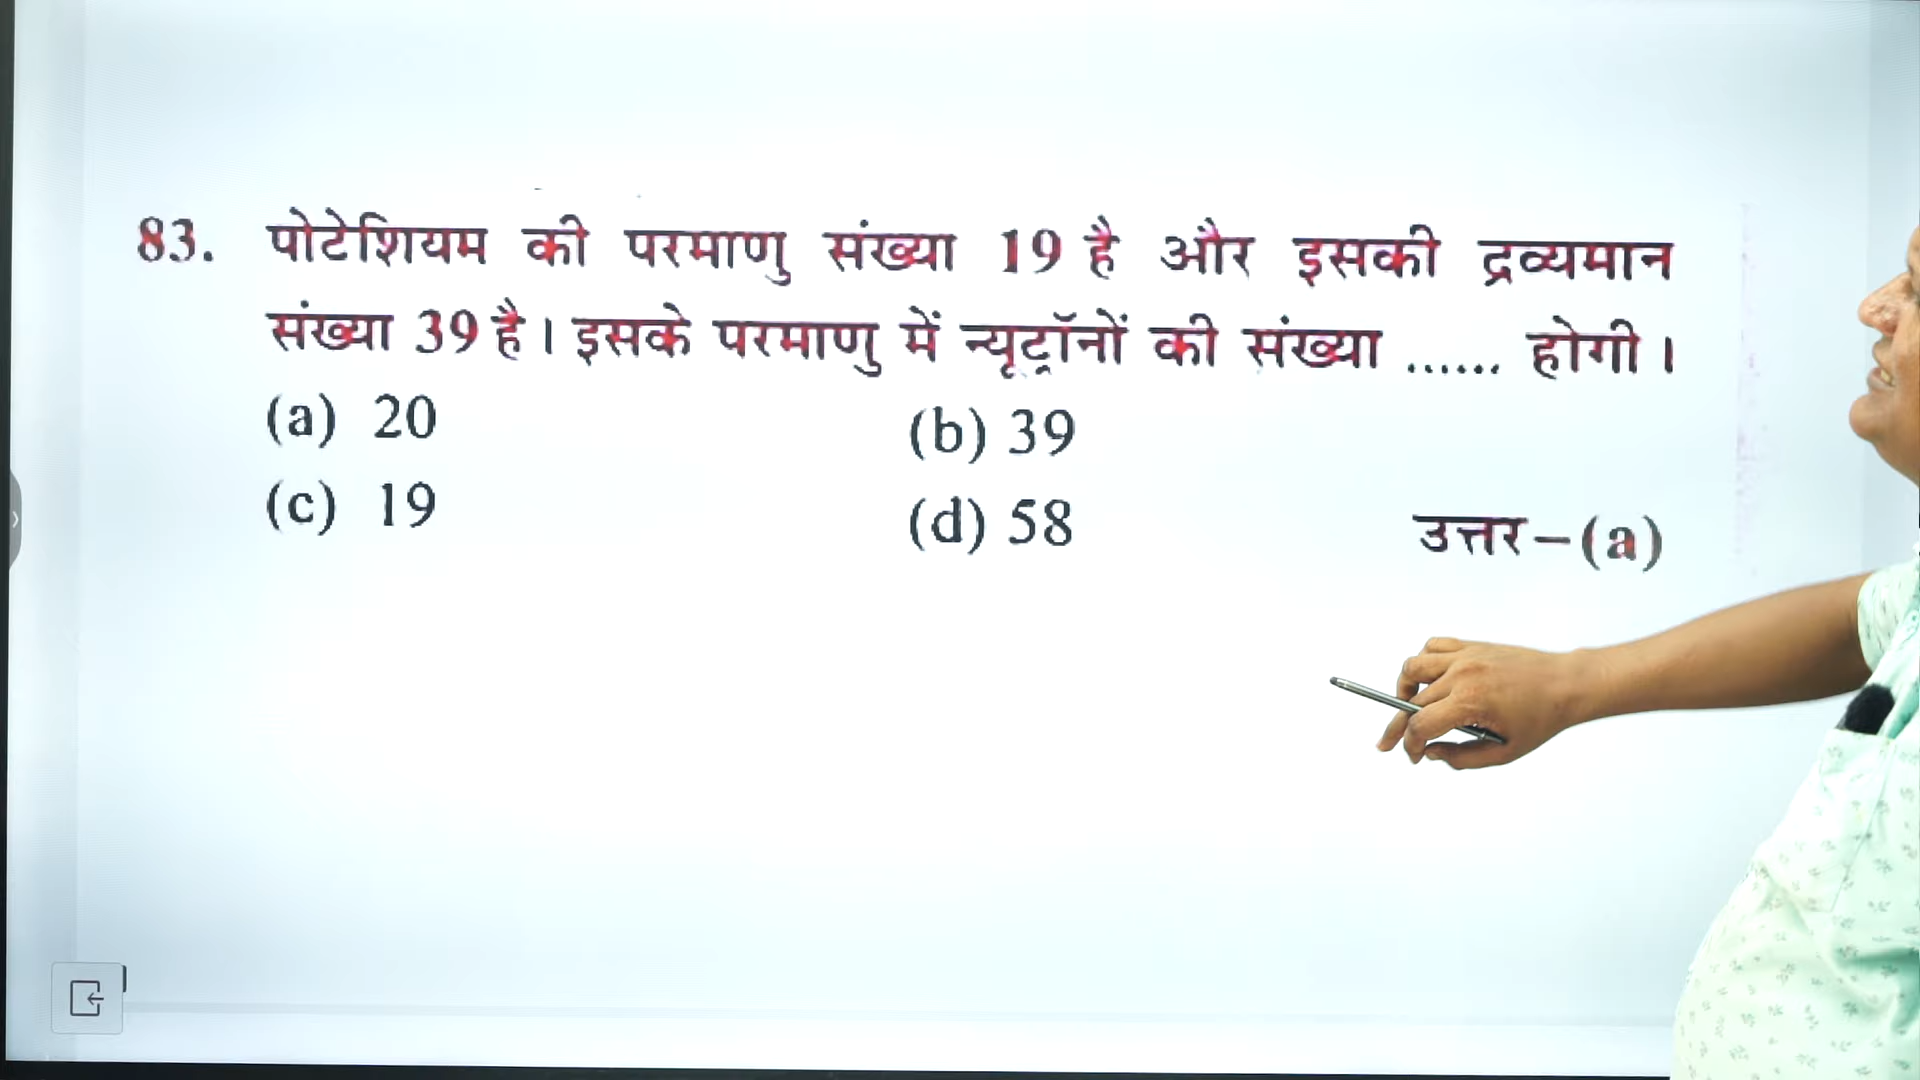 83. पोटेशियम की परमाणु संख्या 19 है और इसकी द्रव्यमान
संख्या 39 है। इसके परमाणु में न्यूट्रॉनों की संख्या ...... होगी।
(a) 20 (b) 39
(c) 19 (d) 58 उत्तर–(a)